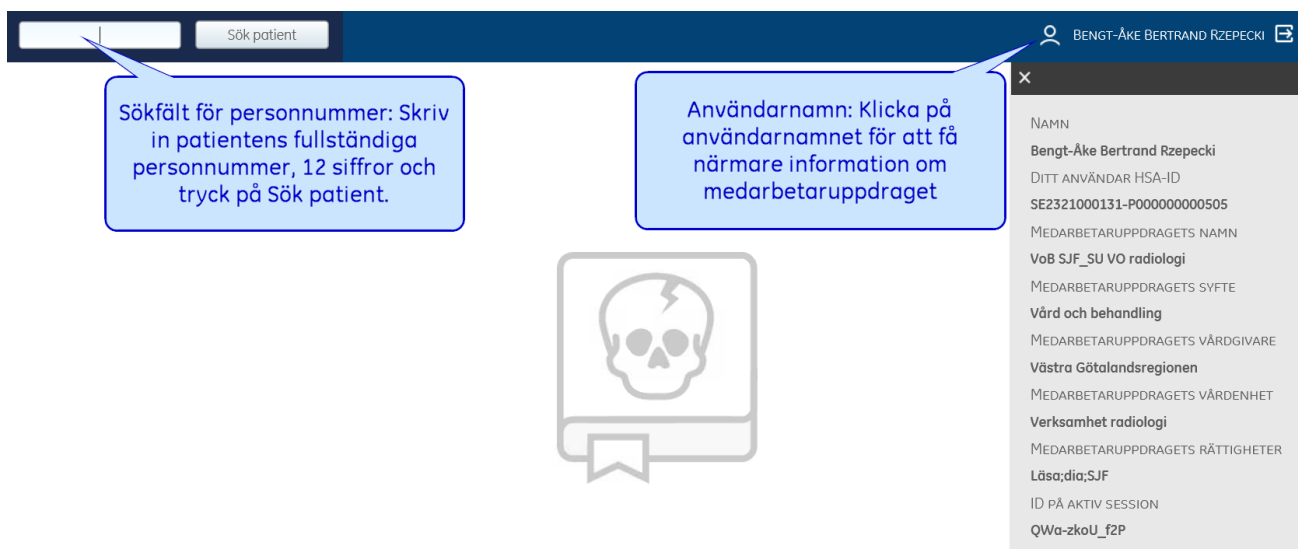 Sök patient
BENGT-ÅKE BERTRAND RZEPECKI
Sökfält för personnummer: Skriv
in patientens fullständiga
personnummer, 12 siffror och
tryck på Sök patient.
Användarnamn: Klicka på
användarnamnet för att få
närmare information om
medarbetaruppdraget
NAMN
Bengt-Åke Bertrand Rzepecki
DITT ANVÄNDAR HSA-ID
SE2321000131-P000000000505
MEDARBETARUPPDRAGETS NAMN
VoB SJF_SU VO radiologi
MEDARBETARUPPDRAGETS SYFTE
Vård och behandling
MEDARBETARUPPDRAGETS VÅRDGIVARE
Västra Götalandsregionen
MEDARBETARUPPDRAGETS VÅRDENHET
Verksamhet radiologi
MEDARBETARUPPDRAGETS RÄTTIGHETER
Läsa;dia;SJF
ID PÅ AKTIV SESSION
QWa-zkoU_f2P